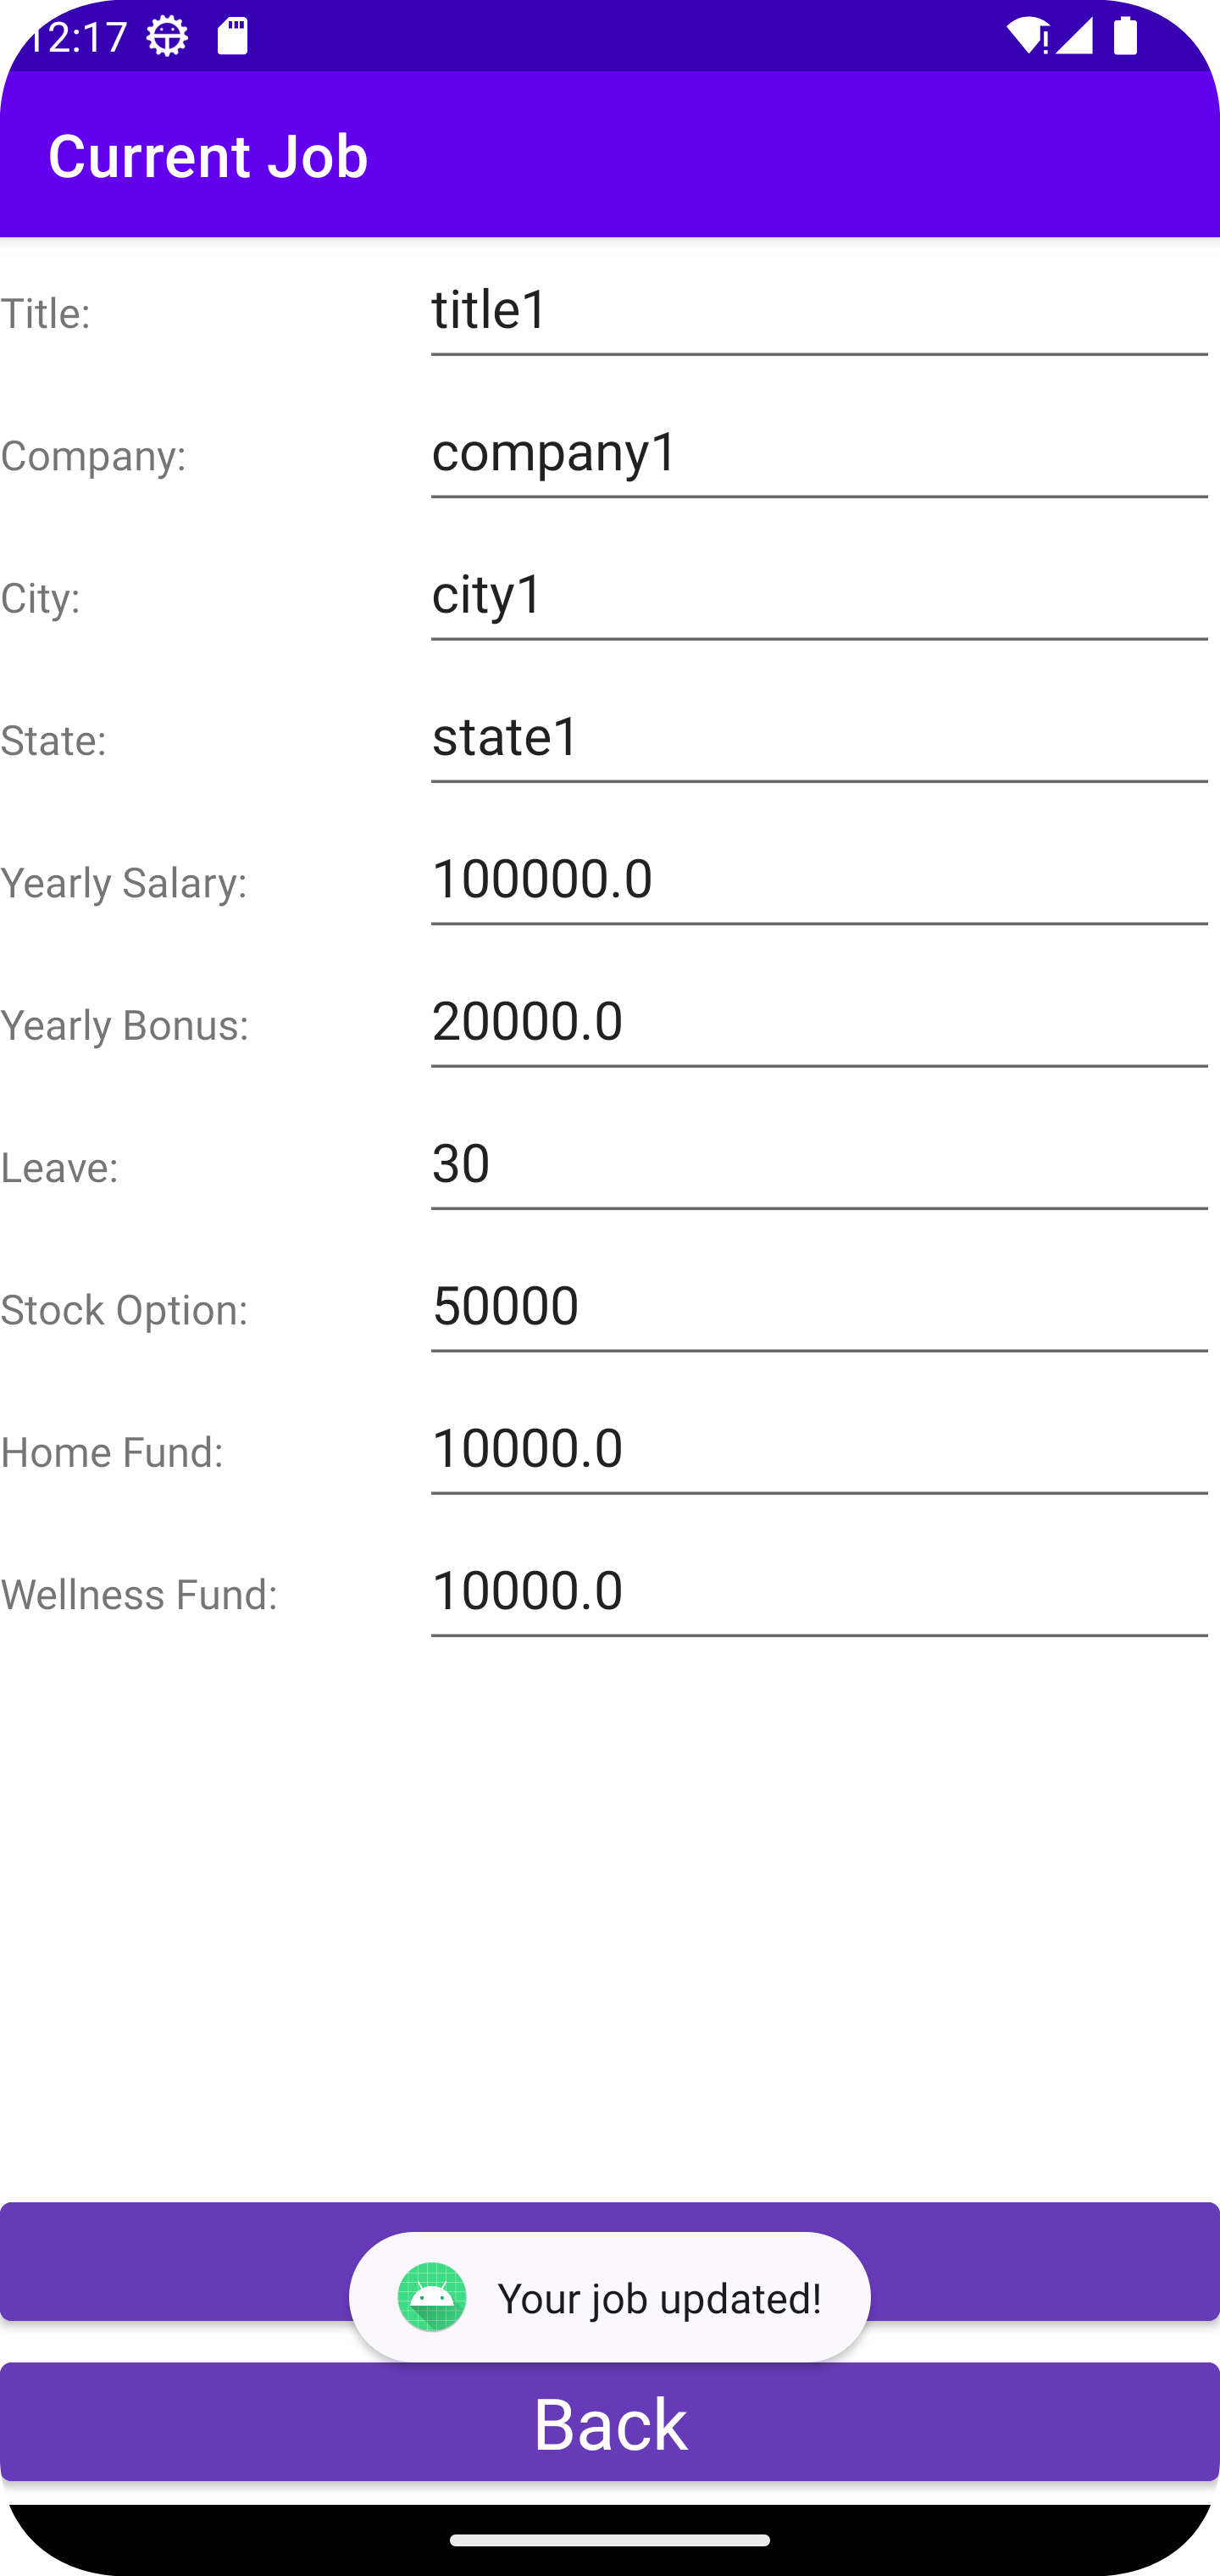 12:17
Current Job
Title: title1
Company: company1
City: city1
State: state1
Yearly Salary: 100000.0
Yearly Bonus: 20000.0
Leave: 30
Stock Option: 50000
Home Fund: 10000.0
Wellness Fund: 10000.0
Your job updated!
Back